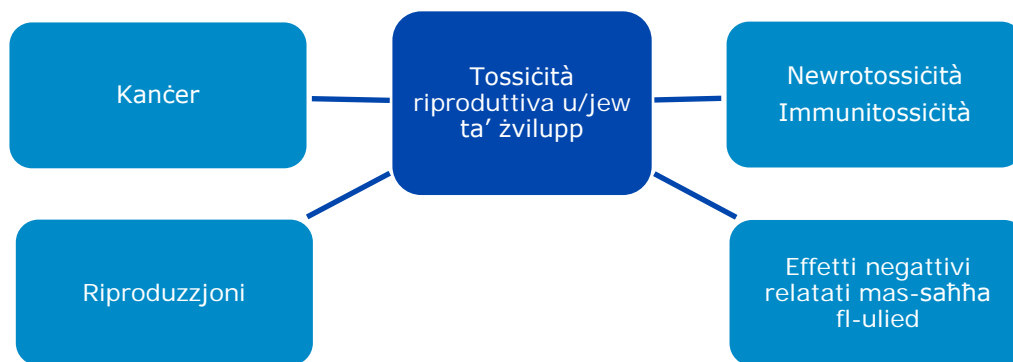 Kanċer
Tossiċità
riproduttiva u/jew
ta’ żvilupp
Newrotossiċità
Immunitossiċità
Riproduzzjoni
Effetti negattivi
relatati mas-saħħa
fl-ulied